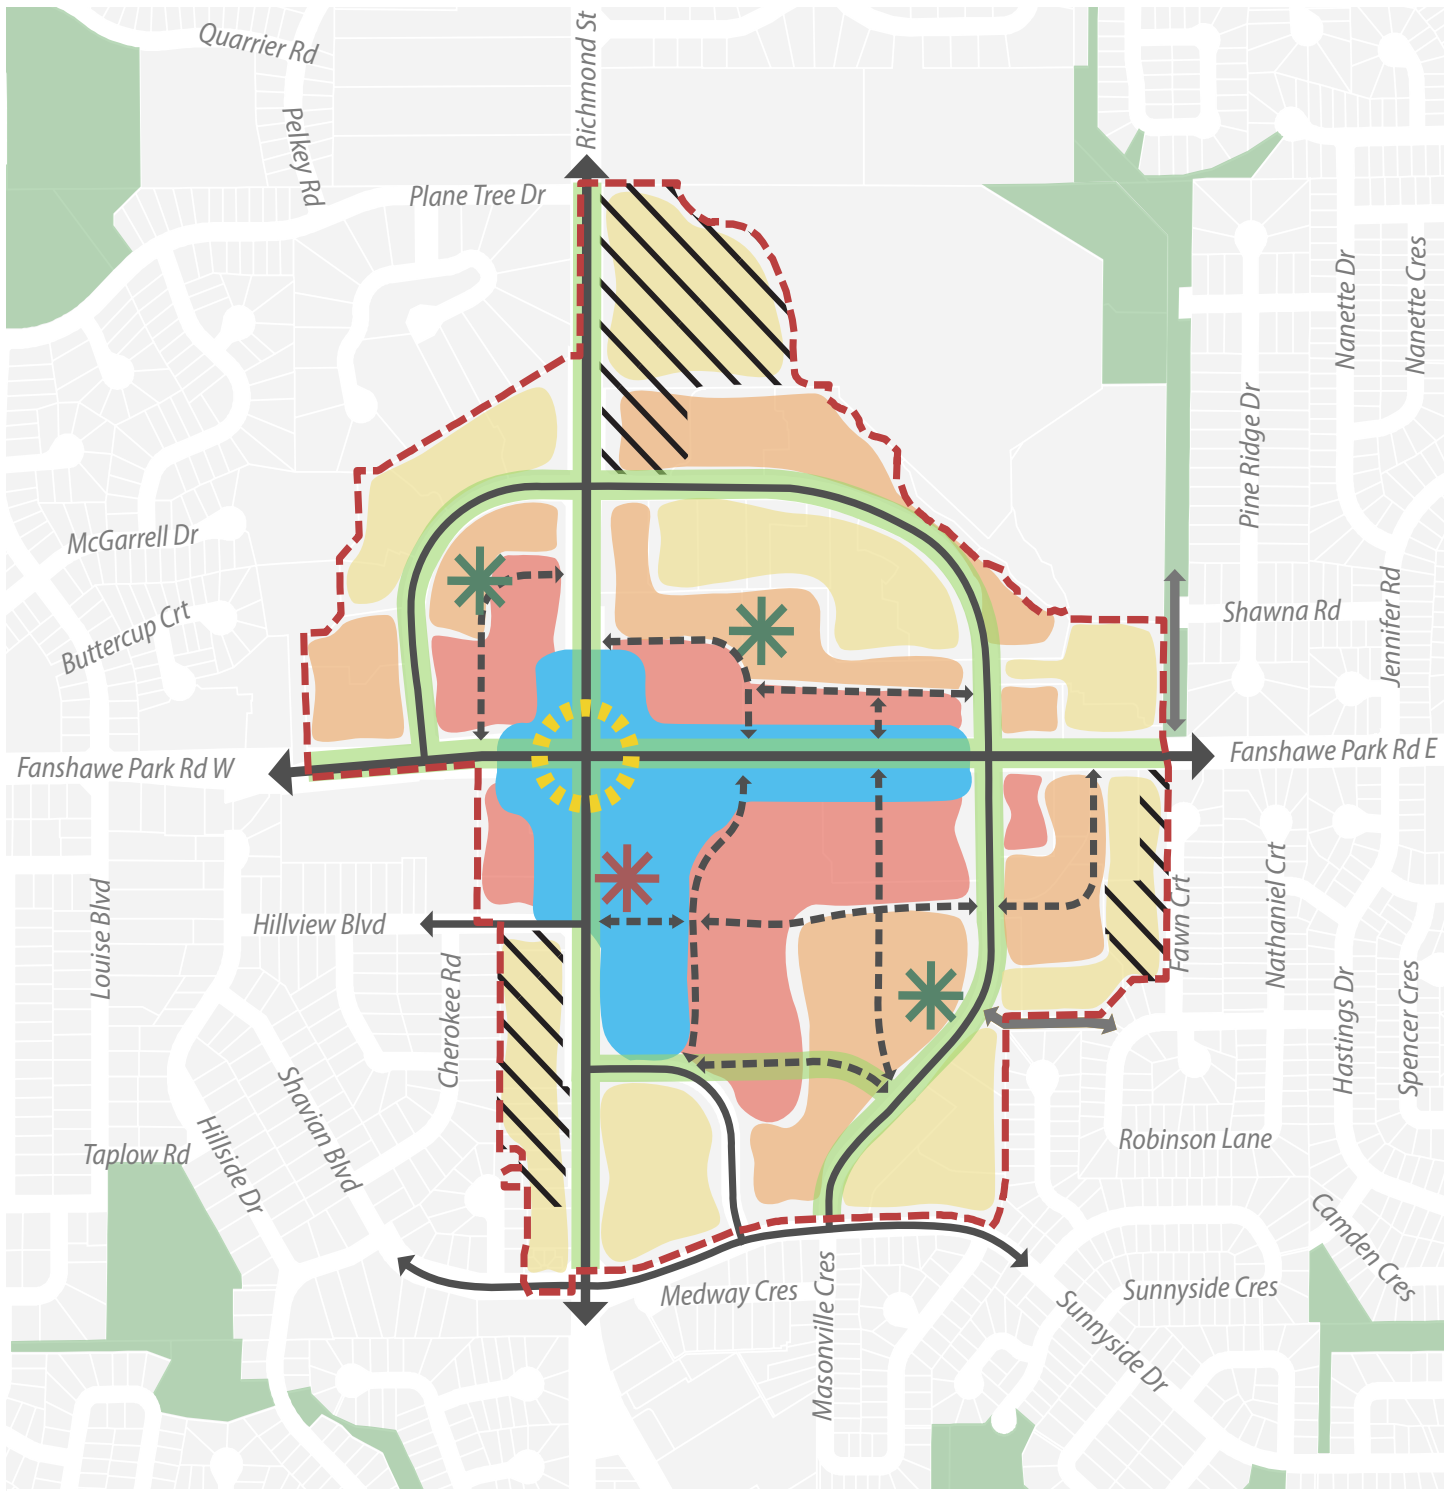 Quarrier Rd
Richmond St
Pelkey Rd
Plane Tree Dr
Nanette Dr
Nanette Cres
Pine Ridge Dr
McGarrell Dr
Buttercup Crt
Shawna Rd
Jennifer Rd
Fanshawe Park Rd W
Fanshawe Park Rd E
Louise Blvd
Hillview Blvd
Cherokee Rd
Fawn Crt
Nathaniel Crt
Hastings Dr
Spencer Cres
Shavian Blvd
Hillside Dr
Taplow Rd
Robinson Lane
Camden Cres
Medway Cres
Masonville Cres
Sunnyside Cres
Sunnyside Dr